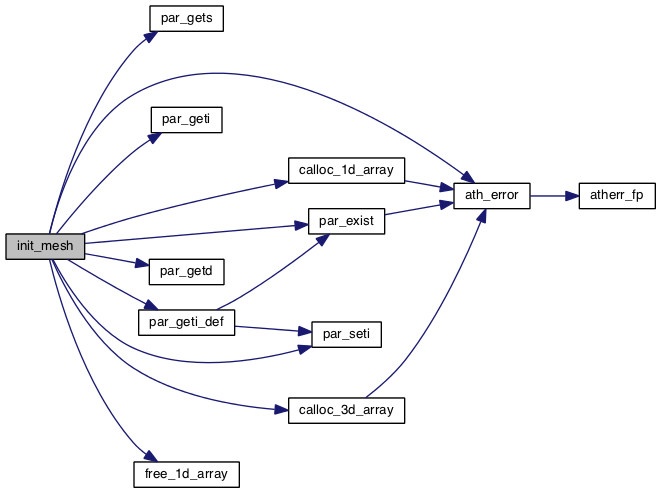 par_gets
par_geti
calloc_1d_array
ath_error
atherr_fp
par_exist
init_mesh
par_getd
par_geti_def
par_seti
calloc_3d_array
free_1d_array